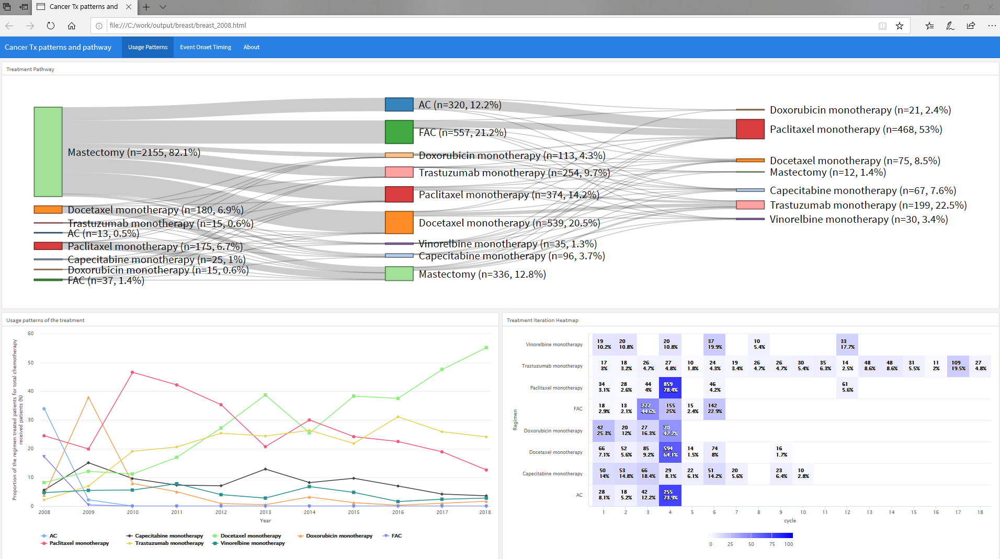 Cancer Tx patterns and
file:///C:/work/output/breast/breast_2008.html
Cancer Tx patterns and pathway
Usage Patterns
Event Onset Timing
About
Treatment Pathway
Mastectomy (n=2155, 82.1%)
Docetaxel monotherapy (n=180, 6.9%)
Trastuzumab monotherapy (n=15, 0.6%)
AC (n=13, 0.5%)
Paclitaxel monotherapy (n=175, 6.7%)
Capecitabine monotherapy (n=25, 1%)
Doxorubicin monotherapy (n=15, 0.6%)
FAC (n=37, 1.4%)
AC (n=320, 12.2%)
FAC (n=557, 21.2%)
Doxorubicin monotherapy (n=113, 4.3%)
Trastuzumab monotherapy (n=254, 9.7%)
Paclitaxel monotherapy (n=374, 14.2%)
Docetaxel monotherapy (n=539, 20.5%)
Vinorelbine monotherapy (n=35, 1.3%)
Capecitabine monotherapy (n=96, 3.7%)
Mastectomy (n=336, 12.8%)
Doxorubicin monotherapy (n=21, 2.4%)
Paclitaxel monotherapy (n=468, 53%)
Docetaxel monotherapy (n=75, 8.5%)
Mastectomy (n=12, 1.4%)
Capecitabine monotherapy (n=67, 7.6%)
Trastuzumab monotherapy (n=199, 22.5%)
Vinorelbine monotherapy (n=30, 3.4%)
Usage patterns of the treatment
Proportion of the regimen treated patients for total chemotherapy
received patients (%)
60
50
40
30
20
10
0
2008 2009 2010 2011 2012 2013 2014 2015 2016 2017 2018
Year
AC Capecitabine monotherapy Docetaxel monotherapy Doxorubicin monotherapy FAC
Paclitaxel monotherapy Trastuzumab monotherapy Vinorelbine monotherapy
Treatment Iteration Heatmap
Regimen
Vinorelbine monotherapy
19 20 20 37 10 33
10.2% 10.8% 10.8% 19.9% 5.4% 17.7%
Trastuzumab monotherapy
17 18 26 27 10 24 19 26 26 30 35 14 48 48 31 11 109 27
3% 3.2% 4.7% 4.8% 1.8% 4.3% 3.4% 4.7% 4.7% 5.4% 6.3% 2.5% 8.6% 8.6% 5.5% 2% 19.5% 4.8%
Paclitaxel monotherapy
34 28 44 859 46 61
3.1% 2.6% 4% 78.4% 4.2% 5.6%
FAC
18 13 277 155 15 142
2.9% 2.1% 44.6% 25% 2.4% 22.9%
Doxorubicin monotherapy
42 20 27 70
25.3% 12% 16.3% 42.2%
Docetaxel monotherapy
66 52 85 594 14 74 16
7.1% 5.6% 9.2% 64.1% 1.5% 8% 1.7%
Capecitabine monotherapy
50 53 66 29 22 51 20 23 10
14% 14.8% 18.4% 8.1% 6.1% 14.2% 5.6% 6.4% 2.8%
AC
28 18 42 255
8.1% 5.2% 12.2% 73.9%
1 2 3 4 5 6 7 8 9 10 11 12 13 14 15 16 17 18
cycle
0 25 50 75 100